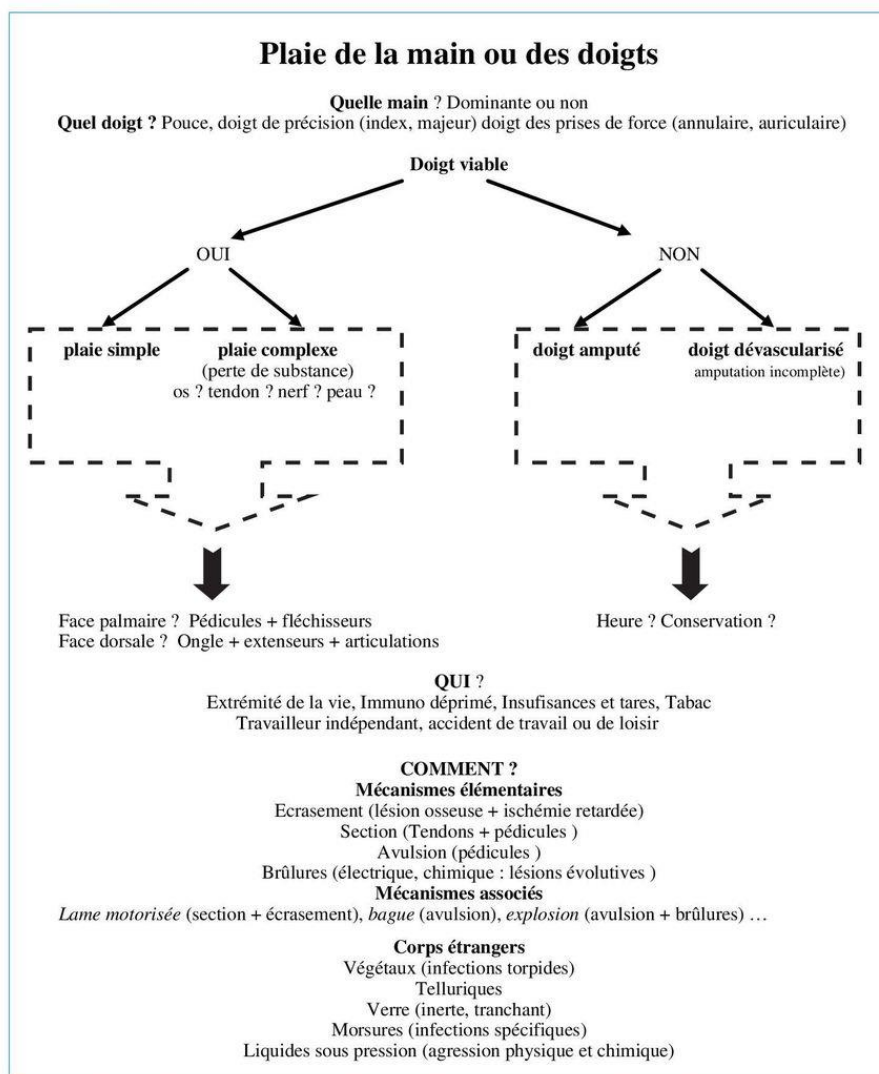 Plaie de la main ou des doigts
Quelle main ? Dominante ou non
Quel doigt ? Pouce, doigt de précision (index, majeur) doigt des prises de force (annulaire, auriculaire)
Doigt viable
OUI
NON
plaie simple
plaie complexe
(perte de substance)
os ? tendon ? nerf ? peau ?
doigt amputé
doigt dévascularisé
amputation incomplète)
Face palmaire ? Pédicules + fléchisseurs
Face dorsale ? Ongle + extenseurs + articulations
Heure ? Conservation ?
QUI ?
Extrémité de la vie, Immuno déprimé, Insufisances et tares, Tabac
Travailleur indépendant, accident de travail ou de loisir
COMMENT ?
Mécanismes élémentaires
Ecrasement (lésion osseuse + ischémie retardée)
Section (Tendons + pédicules )
Avulsion (pédicules )
Brûlures (électrique, chimique : lésions évolutives )
Mécanismes associés
Lame motorisée (section + écrasement), bague (avulsion), explosion (avulsion + brûlures) …
Corps étrangers
Végétaux (infections torpides)
Telluriques
Verre (inerte, tranchant)
Morsures (infections spécifiques)
Liquides sous pression (agression physique et chimique)